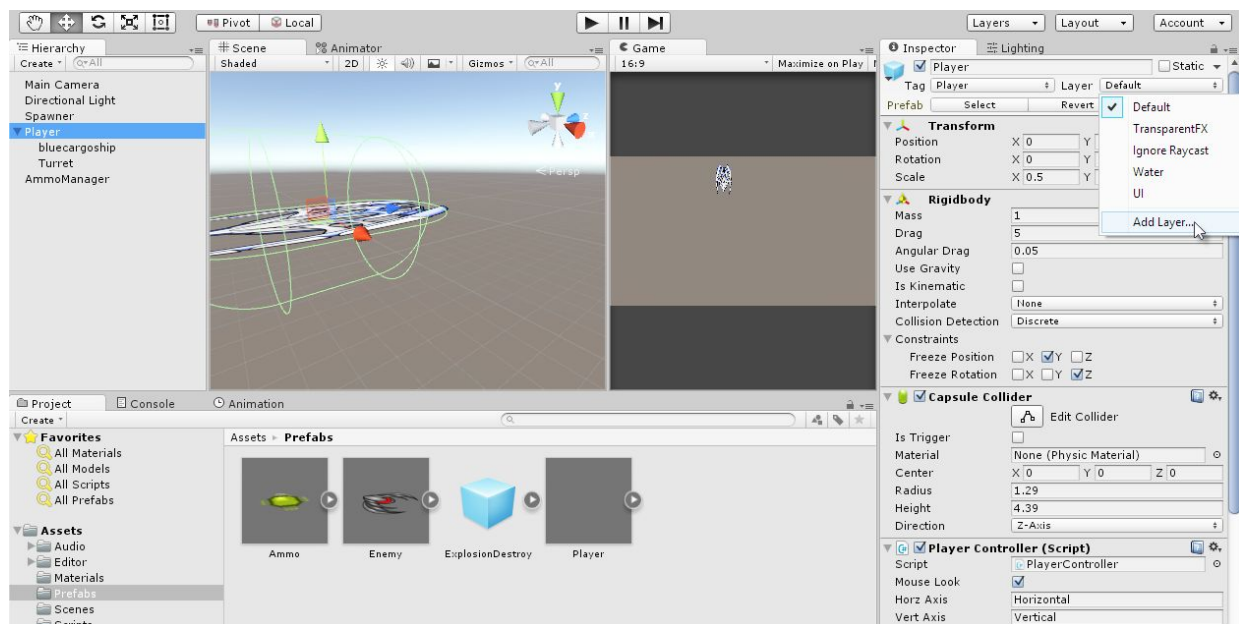 Pivot Local Layers Layout Account
Hierarchy
Create All
Main Camera
Directional Light
Spawner
Player
bluecargoship
Turret
AmmoManager
Scene Animator
Shaded 2D Gizmos All
y
z
x
Persp
Game
16:9 Maximize on Play
Inspector Lighting
Player Static
Tag Player Layer Default
Prefab Select Revert
Default
TransparentFX
Ignore Raycast
Water
UI
Add Layer...
Transform
Position X 0 Y
Rotation X 0 Y
Scale X 0.5 Y
Rigidbody
Mass 1
Drag 5
Angular Drag 0.05
Use Gravity
Is Kinematic
Interpolate None
Collision Detection Discrete
Constraints
Freeze Position X Y Z
Freeze Rotation X Y Z
Capsule Collider
Edit Collider
Is Trigger
Material None (Physic Material)
Center X 0 Y 0 Z 0
Radius 1.29
Height 4.39
Direction Z-Axis
Player Controller (Script)
Script PlayerController
Mouse Look
Horz Axis Horizontal
Vert Axis Vertical
Project Console Animation
Create
Favorites
All Materials
All Models
All Scripts
All Prefabs
Assets
Audio
Editor
Materials
Prefabs
Scenes
Assets Prefabs
Ammo Enemy ExplosionDestroy Player